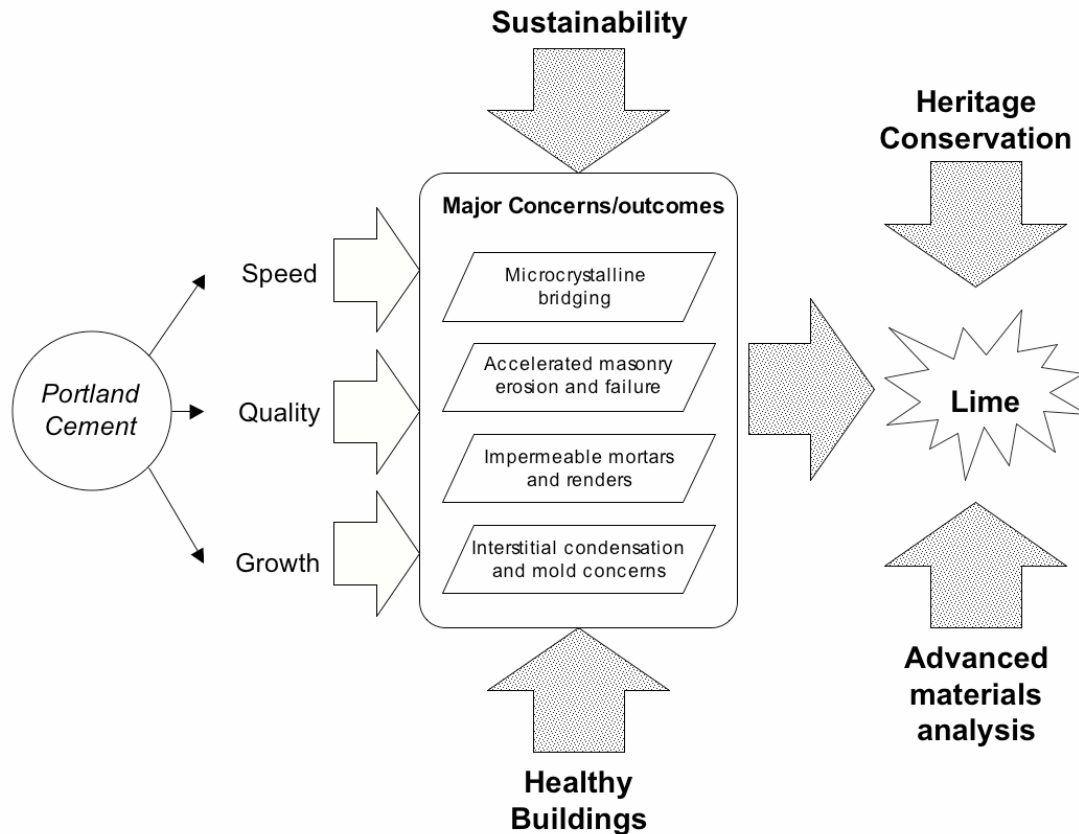 Sustainability
Heritage
Conservation
Major Concerns/outcomes
Speed
Microcrystalline
bridging
Portland
Cement
Quality
Accelerated masonry
erosion and failure
Lime
Impermeable mortars
and renders
Growth
Interstitial condensation
and mold concerns
Advanced
materials
analysis
Healthy
Buildings